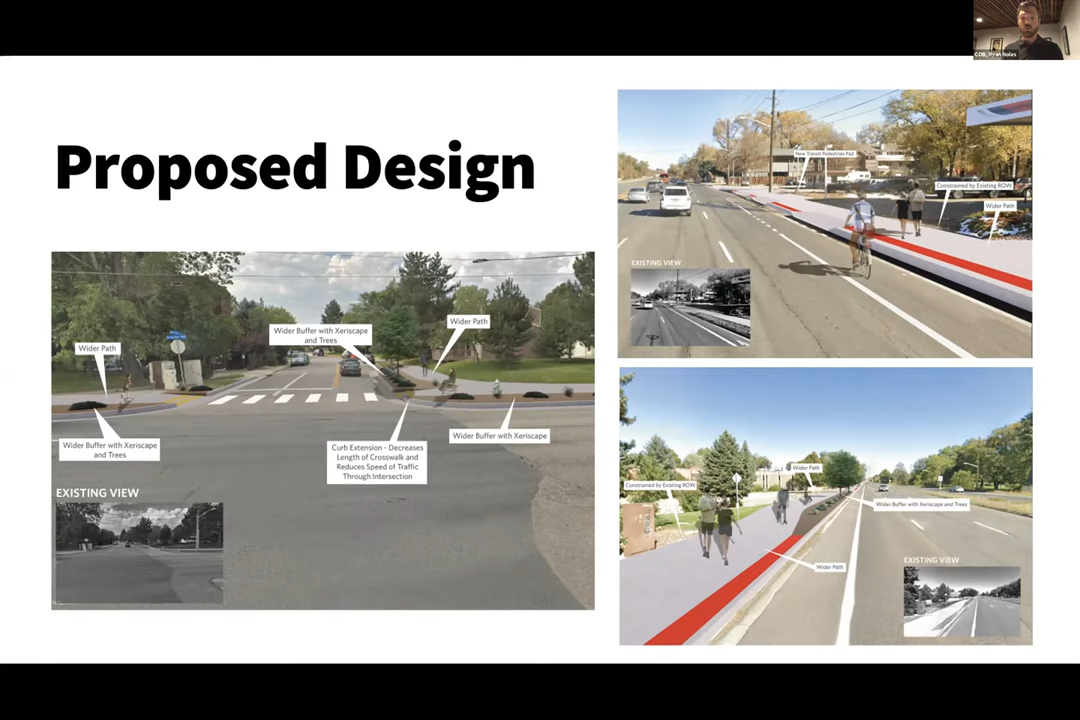 COB, Ryan Noles
Proposed Design
Wider Path
Wider Buffer with Xeriscape
and Trees
Wider Path
Wider Buffer with Xeriscape
and Trees
Curb Extension - Decreases
Length of Crosswalk and
Reduces Speed of Traffic
Through Intersection
Wider Buffer with Xeriscape
EXISTING VIEW
New Transit Pedestrian Pad
Constrained by Existing ROW
Wider Path
EXISTING VIEW
Wider Path
Constrained by Existing ROW
Wider Buffer with Xeriscape and Trees
Wider Path
EXISTING VIEW